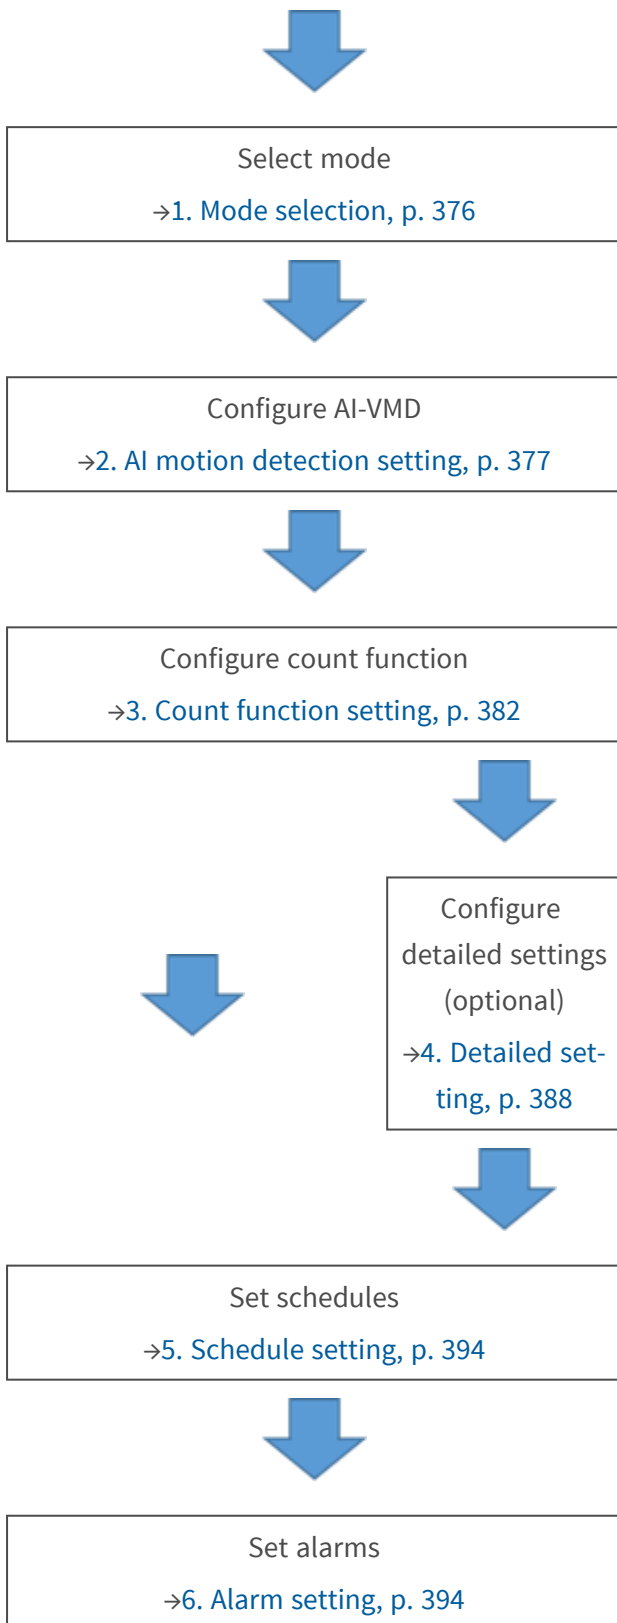 Select mode
→1. Mode selection, p. 376
Configure AI-VMD
→2. AI motion detection setting, p. 377
Configure count function
→3. Count function setting, p. 382
Configure
detailed settings
(optional)
→4. Detailed set-
ting, p. 388
Set schedules
→5. Schedule setting, p. 394
Set alarms
→6. Alarm setting, p. 394